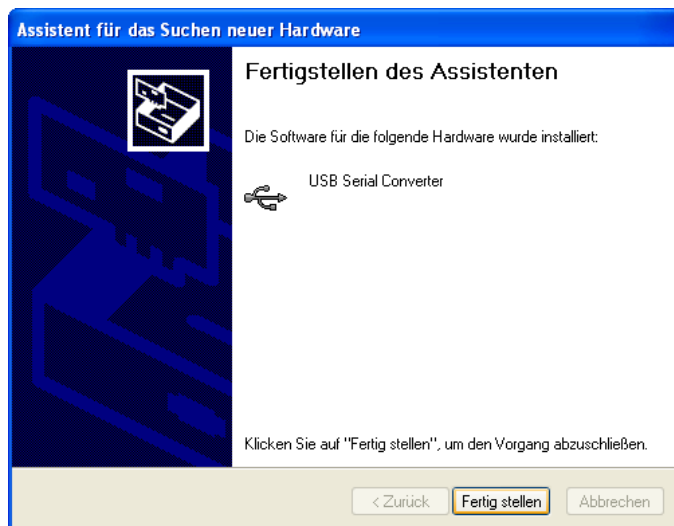 Assistent für das Suchen neuer Hardware
Fertigstellen des Assistenten
Die Software für die folgende Hardware wurde installiert:
USB Serial Converter
Klicken Sie auf "Fertig stellen", um den Vorgang abzuschließen.
< Zurück
Fertig stellen
Abbrechen